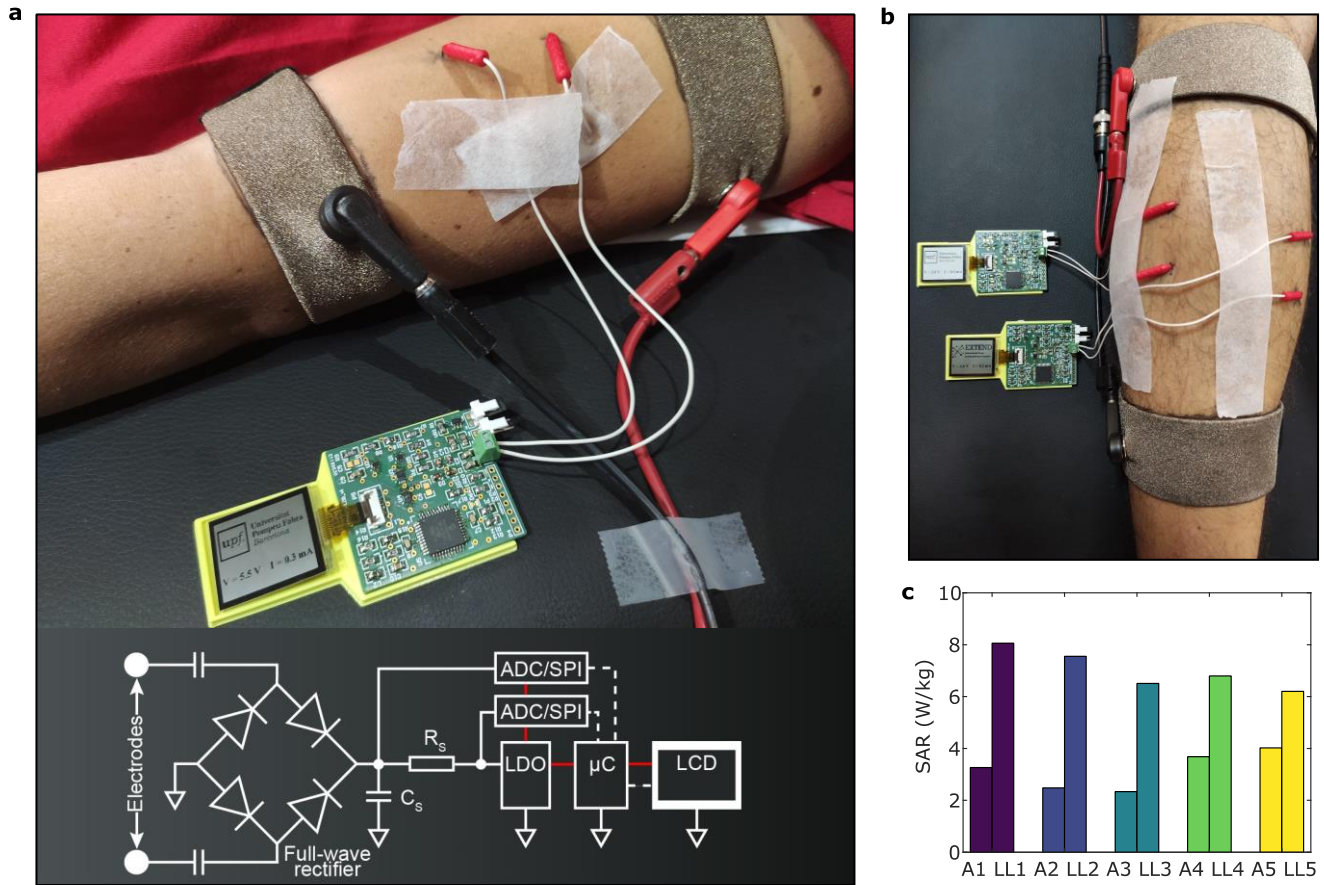 a
upf.
Universitat
Pompeu Fabra
Barcelona
V = 5.5 V I = 0.3 mA
Electrodes
Full-wave
rectifier
Cs
Rs
ADC/SPI
ADC/SPI
LDO
µC
LCD
b
upf
EXTEND
c
SAR (W/kg)
10
8
6
4
2
0
A1 LL1 A2 LL2 A3 LL3 A4 LL4 A5 LL5